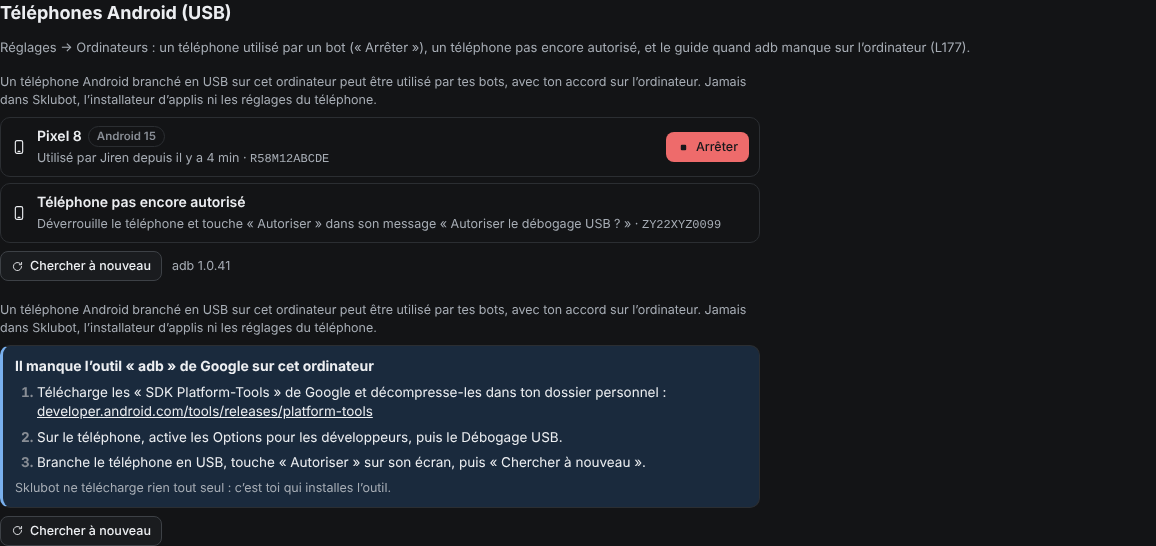 Téléphones Android (USB)
Réglages → Ordinateurs : un téléphone utilisé par un bot (« Arrêter »), un téléphone pas encore autorisé, et le guide quand adb manque sur l’ordinateur (L177).
Un téléphone Android branché en USB sur cet ordinateur peut être utilisé par tes bots, avec ton accord sur l’ordinateur. Jamais
dans Sklubot, l’installateur d’applis ni les réglages du téléphone.
Pixel 8 Android 15
Utilisé par Jiren depuis il y a 4 min · R58M12ABCDE
Arrêter
Téléphone pas encore autorisé
Déverrouille le téléphone et touche « Autoriser » dans son message « Autoriser le débogage USB ? » · ZY22XYZ0099
Chercher à nouveau adb 1.0.41
Un téléphone Android branché en USB sur cet ordinateur peut être utilisé par tes bots, avec ton accord sur l’ordinateur. Jamais
dans Sklubot, l’installateur d’applis ni les réglages du téléphone.
Il manque l’outil « adb » de Google sur cet ordinateur
1. Télécharge les « SDK Platform-Tools » de Google et décompresse-les dans ton dossier personnel :
developer.android.com/tools/releases/platform-tools
2. Sur le téléphone, active les Options pour les développeurs, puis le Débogage USB.
3. Branche le téléphone en USB, touche « Autoriser » sur son écran, puis « Chercher à nouveau ».
Sklubot ne télécharge rien tout seul : c’est toi qui installes l’outil.
Chercher à nouveau